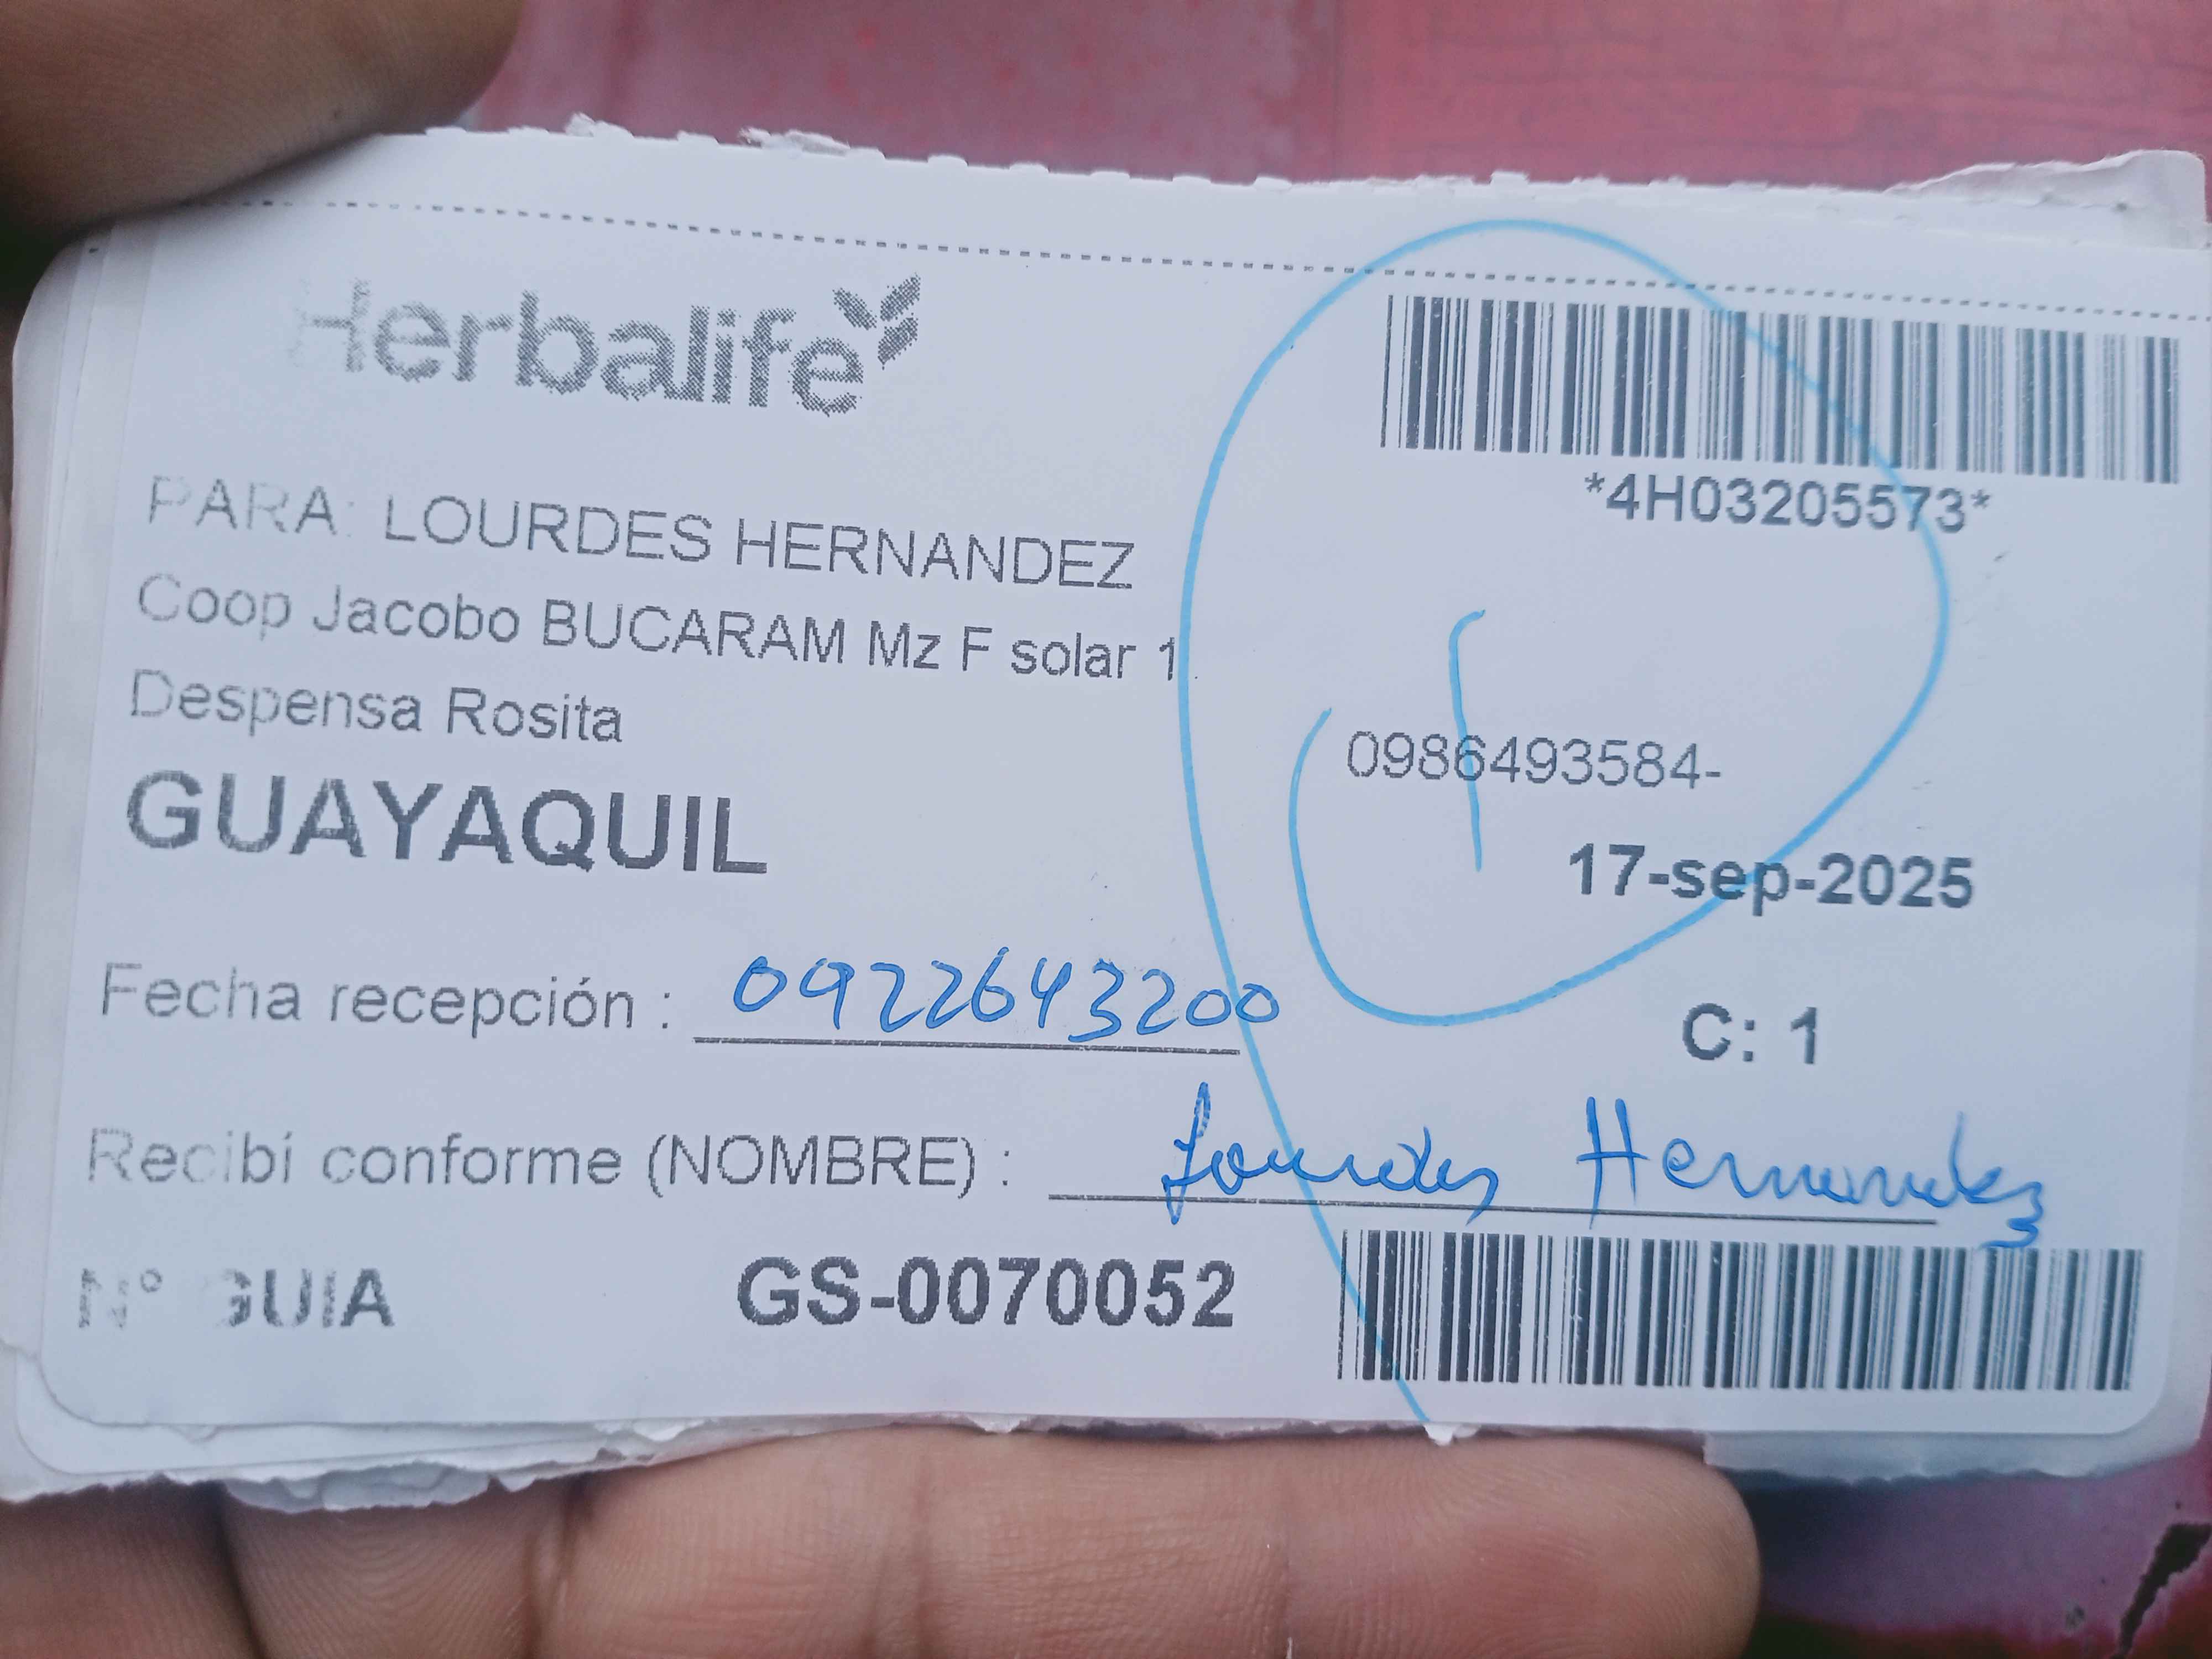 Herbalife
*4H03205573*
PARA: LOURDES HERNANDEZ
Coop Jacobo BUCARAM Mz F solar 1
Despensa Rosita
0986493584-
GUAYAQUIL
17-sep-2025
Fecha recepción : 0922643200
C: 1
Recibí conforme (NOMBRE) : Lourdes Hernandez
N° GUIA GS-0070052